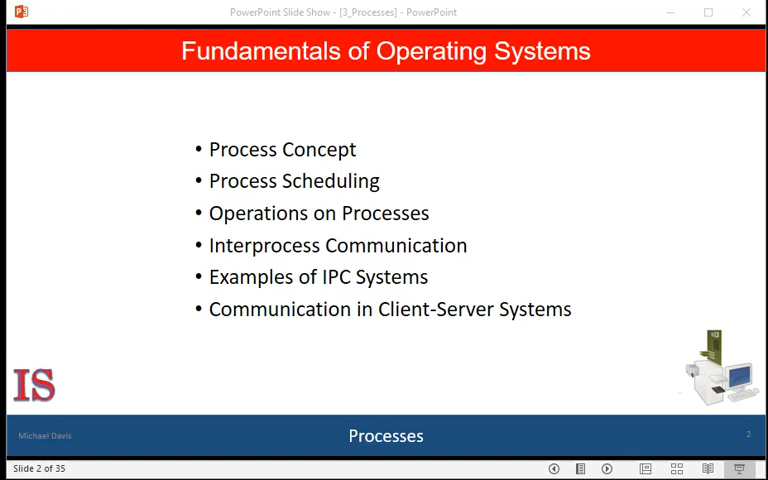 PowerPoint Slide Show - [3_Processes] - PowerPoint
Fundamentals of Operating Systems
• Process Concept
• Process Scheduling
• Operations on Processes
• Interprocess Communication
• Examples of IPC Systems
• Communication in Client-Server Systems
IS
Michael Davis
Processes
2
Slide 2 of 35